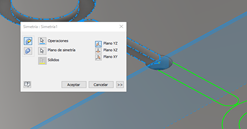 Simetría : Simetría1
Operaciones
Plano de simetría
Sólidos
Plano YZ
Plano XZ
Plano XY
Aceptar
Cancelar
>>